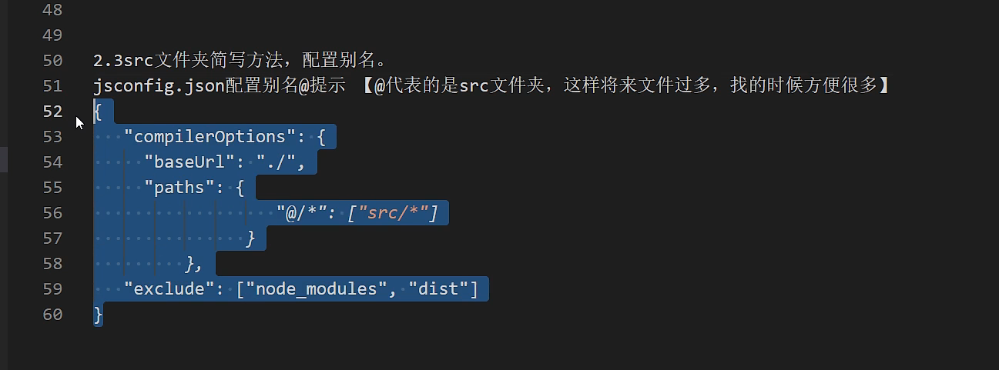 48
49
50 2.3src文件夹简写方法，配置别名。
51 jsconfig.json配置别名@提示 【@代表的是src文件夹，这样将来文件过多，找的时候方便很多】
52 {
53 "compilerOptions": {
54 "baseUrl": "./",
55 "paths": {
56 "@/*": ["src/*"]
57 }
58 },
59 "exclude": ["node_modules", "dist"]
60 }